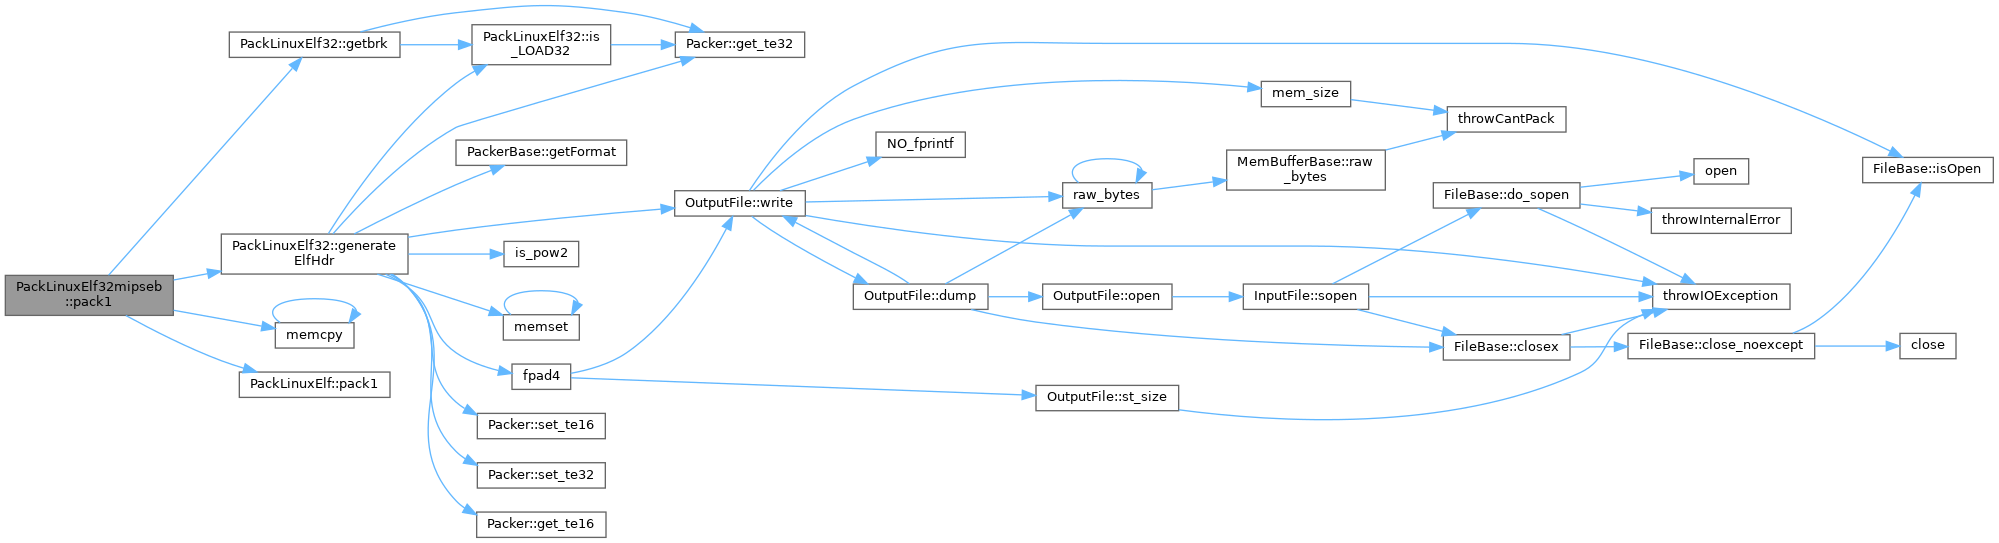 PackLinuxElf32mipseb
::pack1
PackLinuxElf32::getbrk
PackLinuxElf32::is
_LOAD32
Packer::get_te32
PackLinuxElf32::generate
ElfHdr
PackerBase::getFormat
OutputFile::write
is_pow2
memset
fpad4
Packer::set_te16
Packer::set_te32
Packer::get_te16
memcpy
PackLinuxElf::pack1
NO_fprintf
mem_size
throwCantPack
raw_bytes
MemBufferBase::raw
_bytes
OutputFile::dump
OutputFile::open
InputFile::sopen
FileBase::do_sopen
open
throwInternalError
throwIOException
FileBase::closex
FileBase::close_noexcept
close
FileBase::isOpen
OutputFile::st_size